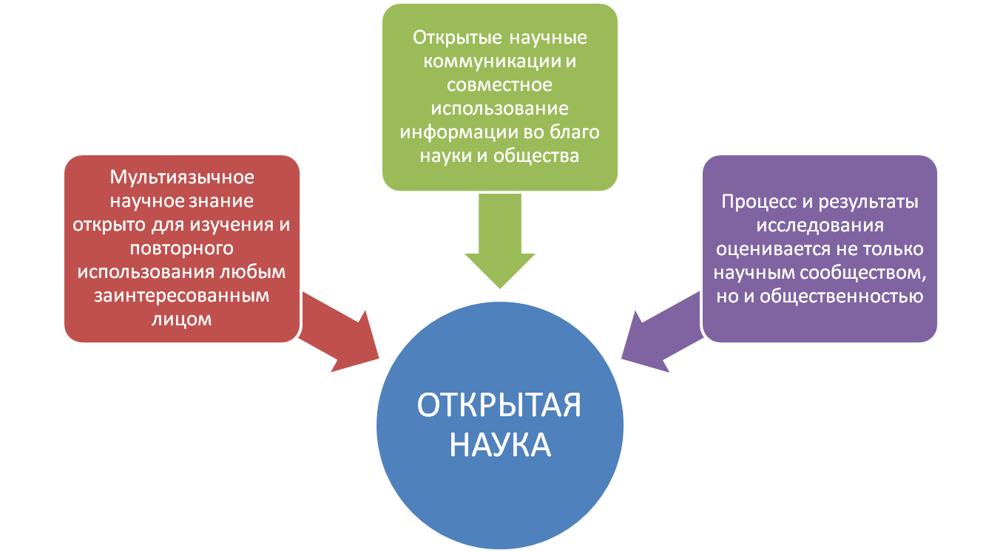 Открытые научные
коммуникации и
совместное
использование
информации во благо
науки и общества
Мультиязычное
научное знание
открыто для изучения и
повторного
использования любым
заинтересованным
лицом
Процесс и результаты
исследования
оценивается не только
научным сообществом,
но и общественностью
ОТКРЫТАЯ
НАУКА